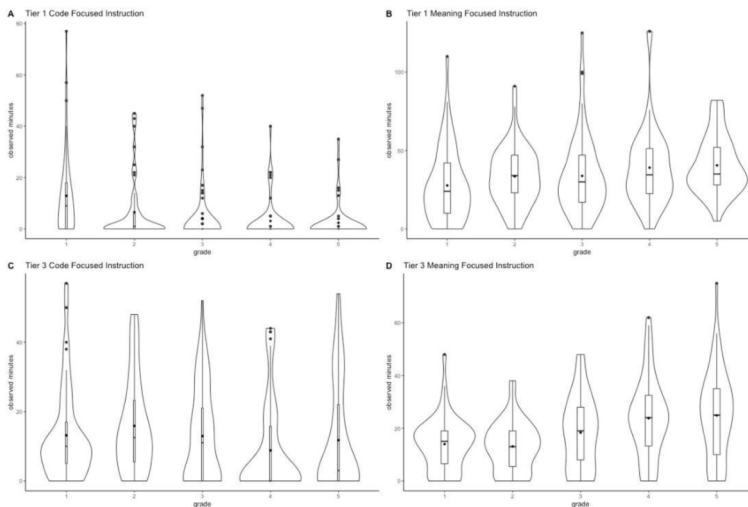 A Tier 1 Code Focused Instruction
80
60
40
20
0
observed minutes
1 2 3 4 5
grade
B Tier 1 Meaning Focused Instruction
100
50
0
observed minutes
1 2 3 4 5
grade
C Tier 3 Code Focused Instruction
40
20
0
observed minutes
1 2 3 4 5
grade
D Tier 3 Meaning Focused Instruction
60
40
20
0
observed minutes
1 2 3 4 5
grade